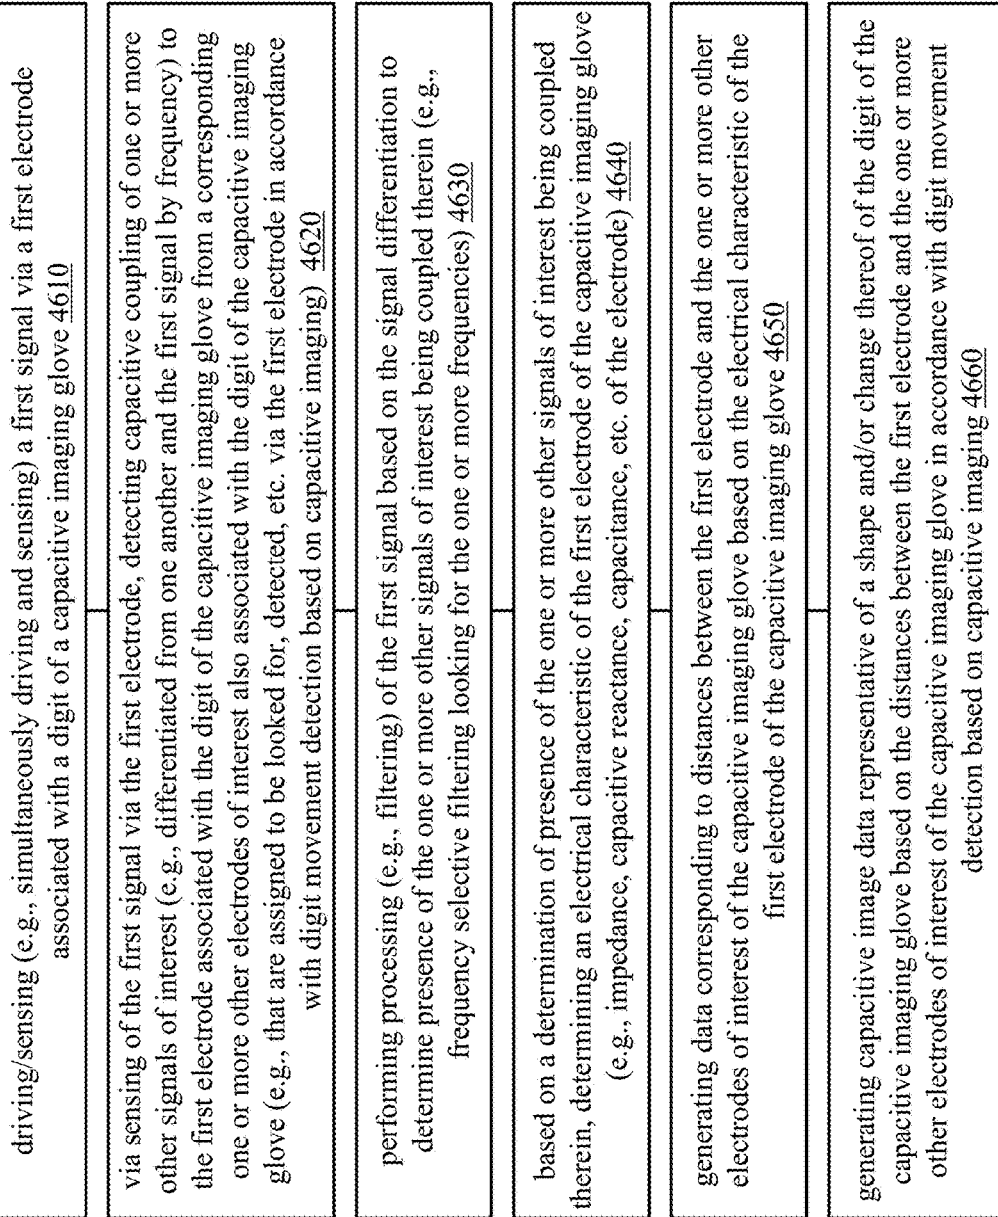 driving/sensing (e.g., simultaneously driving and sensing) a first signal via a first electrode
associated with a digit of a capacitive imaging glove 4610
via sensing of the first signal via the first electrode, detecting capacitive coupling of one or more
other signals of interest (e.g., differentiated from one another and the first signal by frequency) to
the first electrode associated with the digit of the capacitive imaging glove from a corresponding
one or more other electrodes of interest also associated with the digit of the capacitive imaging
glove (e.g., that are assigned to be looked for, detected, etc. via the first electrode in accordance
with digit movement detection based on capacitive imaging) 4620
performing processing (e.g., filtering) of the first signal based on the signal differentiation to
determine presence of the one or more other signals of interest being coupled therein (e.g.,
frequency selective filtering looking for the one or more frequencies) 4630
based on a determination of presence of the one or more other signals of interest being coupled
therein, determining an electrical characteristic of the first electrode of the capacitive imaging glove
(e.g., impedance, capacitive reactance, capacitance, etc. of the electrode) 4640
generating data corresponding to distances between the first electrode and the one or more other
electrodes of interest of the capacitive imaging glove based on the electrical characteristic of the
first electrode of the capacitive imaging glove 4650
generating capacitive image data representative of a shape and/or change thereof of the digit of the
capacitive imaging glove based on the distances between the first electrode and the one or more
other electrodes of interest of the capacitive imaging glove in accordance with digit movement
detection based on capacitive imaging 4660